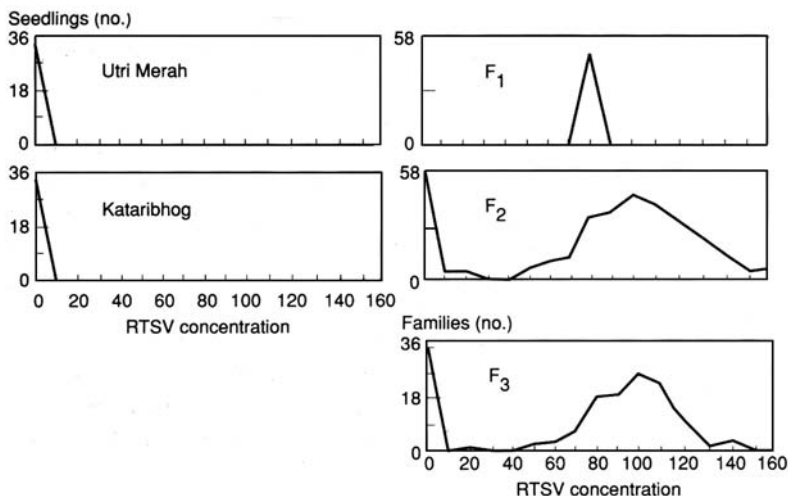 Seedlings (no.)
36
18
0
Utri Merah
58
0
F1
36
18
0
Kataribhog
0 20 40 60 80 100 120 140 160
RTSV concentration
58
0
F2
Families (no.)
36
18
0
F3
0 20 40 60 80 100 120 140 160
RTSV concentration